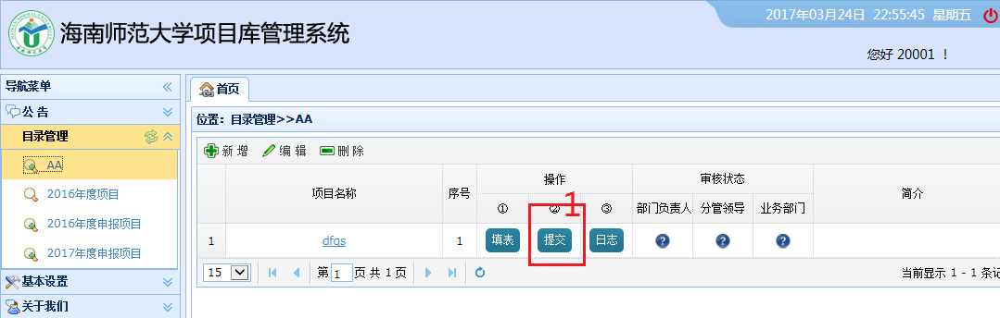 2017年03月24日 22:55:45 星期五
海南师范大学项目库管理系统
您好 20001 ！
导航菜单
首页
公 告
位置：目录管理>>AA
目录管理
新 增 编 辑 删 除
AA
操作 审核状态
项目名称 序号 简介
2016年度项目
① ② ③ 部门负责人 分管领导 业务部门
1
2016年度申报项目
1 dfgs 1 填表 提交 日志
2017年度申报项目
15 第 1 页 共 1 页 当前显示 1 - 1 条记
基本设置
关于我们